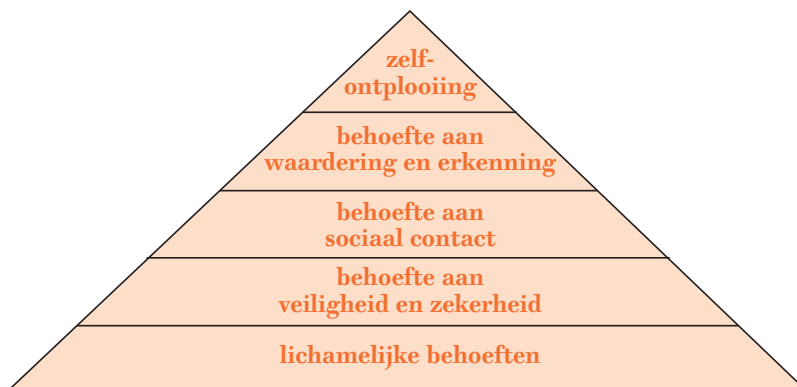 zelf-
ontplooiing
behoefte aan
waardering en erkenning
behoefte aan
sociaal contact
behoefte aan
veiligheid en zekerheid
lichamelijke behoeften